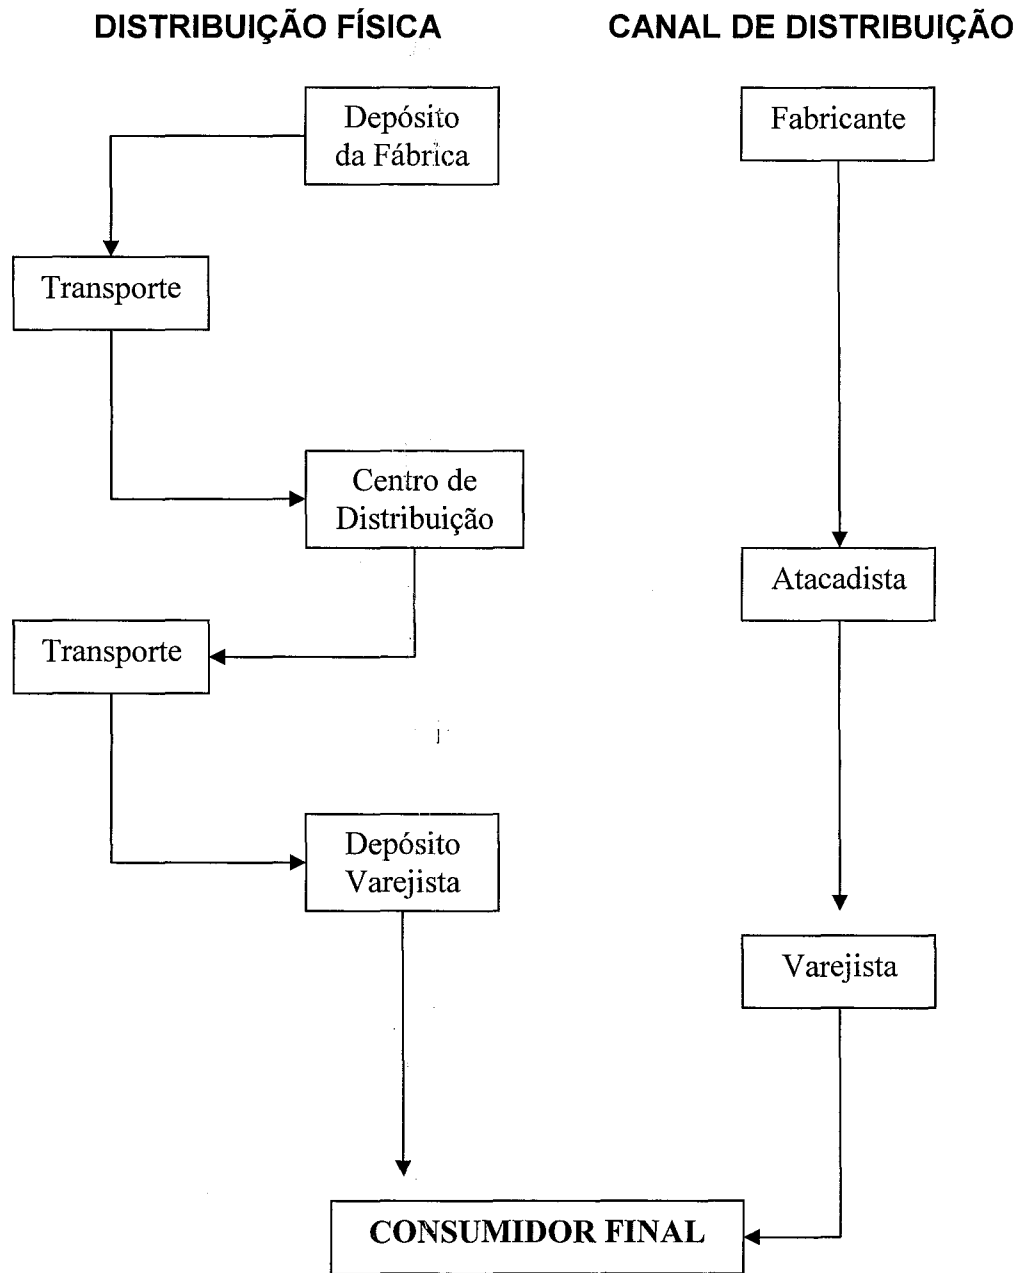 DISTRIBUIÇÃO FÍSICA
CANAL DE DISTRIBUIÇÃO
Depósito
da Fábrica
Fabricante
Transporte
Centro de
Distribuição
Atacadista
Transporte
Depósito
Varejista
Varejista
CONSUMIDOR FINAL